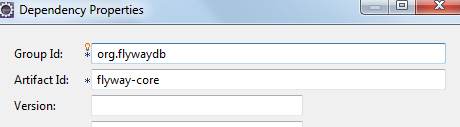 Dependency Properties
Group Id: * org.flywaydb
Artifact Id: * flyway-core
Version: